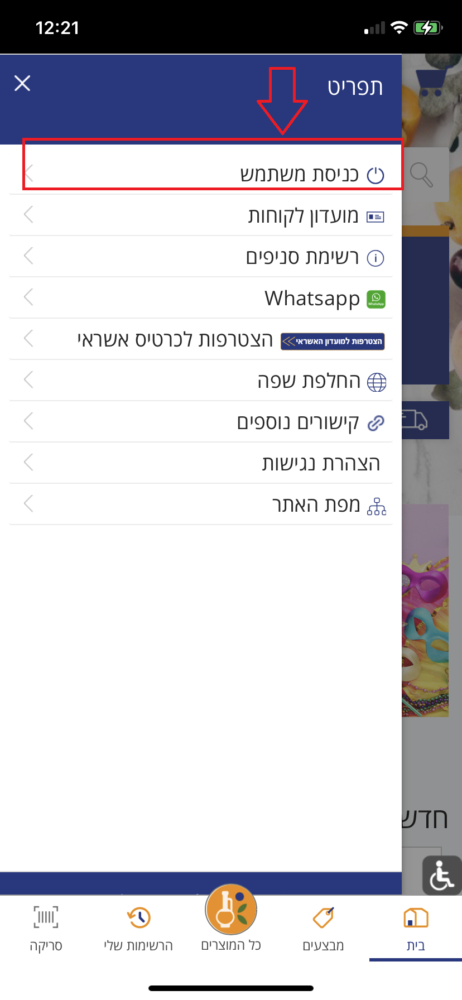 12:21
תפריט
כניסת משתמש
מועדון לקוחות
רשימת סניפים
Whatsapp
WhatsApp
הצטרפות למועדון האשראי
הצטרפות לכרטיס אשראי
החלפת שפה
קישורים נוספים
הצהרת נגישות
מפת האתר
בית
מבצעים
כל המוצרים
הרשימות שלי
סריקה